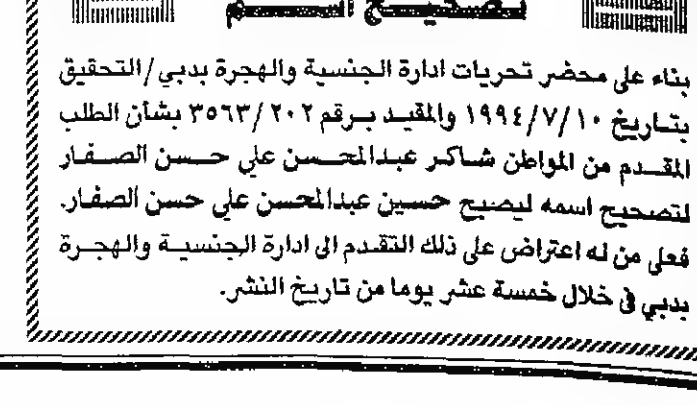 تصحيح اسم
بناء على محضر تحريات ادارة الجنسية والهجرة بدبي/التحقيق
بتاريخ ١٩٩٤/٧/١٠ والمقيد برقم ٣٥٦٣/٢٠٢ بشأن الطلب
المقدم من المواطن شاكر عبدالمحسن علي حسن الصفار
لتصحيح اسمه ليصبح حسين عبدالمحسن علي حسن الصفار.
فعلى من له اعتراض على ذلك التقدم الى ادارة الجنسية والهجرة
بدبي في خلال خمسة عشر يوما من تاريخ النشر.